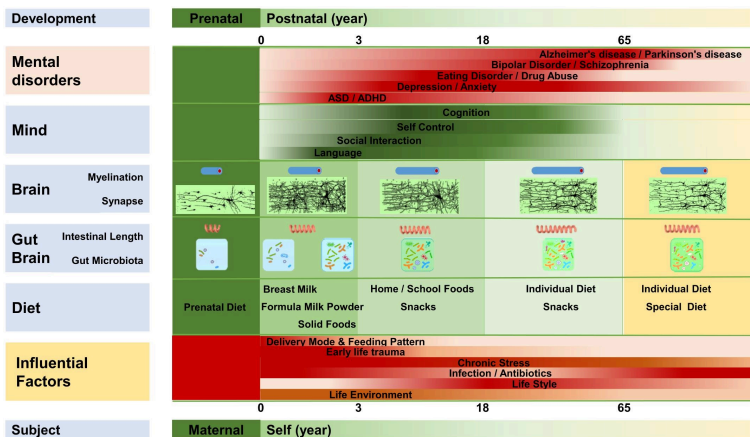 Development
Prenatal
Postnatal (year)
0 3 18 65
Mental
disorders
Alzheimer's disease / Parkinson's disease
Bipolar Disorder / Schizophrenia
Eating Disorder / Drug Abuse
Depression / Anxiety
ASD / ADHD
Mind
Cognition
Self Control
Social Interaction
Language
Brain
Myelination
Synapse
Gut
Brain
Intestinal Length
Gut Microbiota
Diet
Prenatal Diet
Breast Milk
Formula Milk Powder
Solid Foods
Home / School Foods
Snacks
Individual Diet
Snacks
Individual Diet
Special Diet
Influential
Factors
Delivery Mode & Feeding Pattern
Early life trauma
Chronic Stress
Infection / Antibiotics
Life Style
Life Environment
0 3 18 65
Subject
Maternal
Self (year)